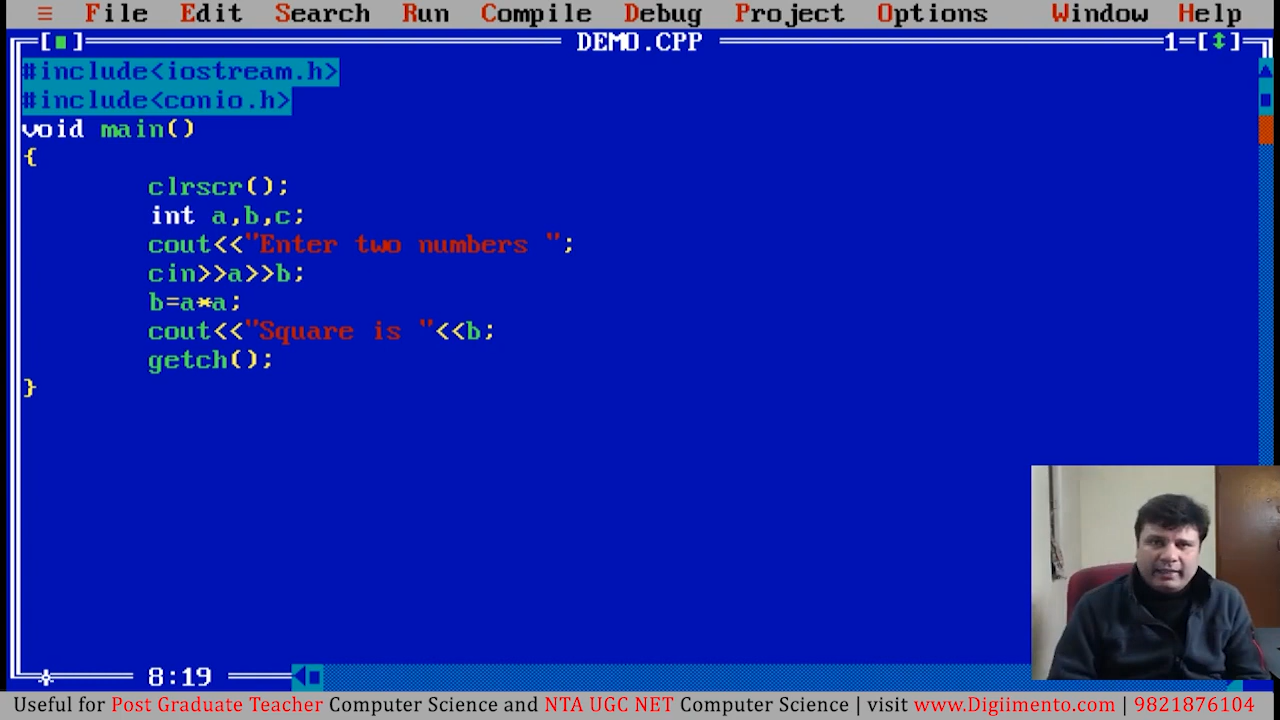 ≡ File Edit Search Run Compile Debug Project Options Window Help
[■] DEMO.CPP 1=[↕]
#include<iostream.h>
#include<conio.h>
void main()
{
clrscr();
int a,b,c;
cout<<"Enter two numbers ";
cin>>a>>b;
b=a*a;
cout<<"Square is "<<b;
getch();
}
* 8:19
Useful for Post Graduate Teacher Computer Science and NTA UGC NET Computer Science | visit www.Digiimento.com | 9821876104